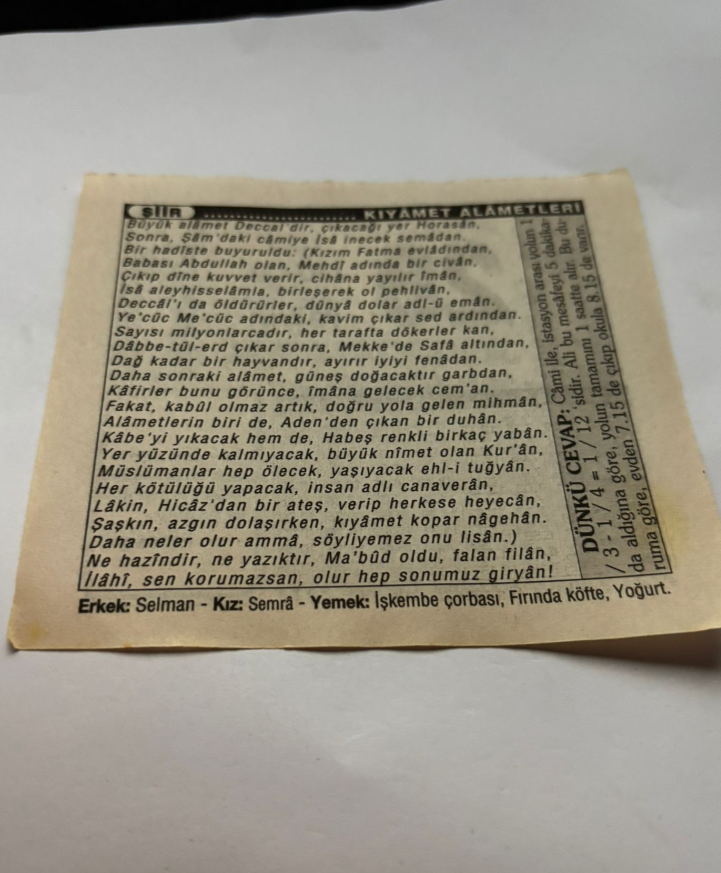 ŞİİR ........................ KIYÂMET ALÂMETLERİ
Büyük alâmet Deccal'dir, çıkacağı yer Horasân,
Sonra, Şâm'daki câmiye Îsâ inecek semâdan.
Bir hadîste buyuruldu: (Kızım Fatma evlâdından,
Babası Abdullah olan, Mehdî adında bir civân.
Çıkıp dîne kuvvet verir, cihâna yayılır îmân,
Îsâ aleyhisselâmla, birleşerek ol pehlivân,
Deccâl'ı da öldürürler, dünyâ dolar adl-ü emân.
Ye'cûc Me'cûc adındaki, kavim çıkar sed ardından.
Sayısı milyonlarcadır, her tarafta dökerler kan,
Dâbbe-tül-erd çıkar sonra, Mekke'de Safâ altından,
Dağ kadar bir hayvandır, ayırır iyiyi fenâdan.
Daha sonraki alâmet, güneş doğacaktır garbdan,
Kâfirler bunu görünce, îmâna gelecek cem'an.
Fakat, kabûl olmaz artık, doğru yola gelen mihmân,
Alâmetlerin biri de, Aden'den çıkan bir duhân.
Kâbe'yi yıkacak hem de, Habeş renkli birkaç yabân.
Yer yüzünde kalmıyacak, büyük nîmet olan Kur'ân,
Müslümanlar hep ölecek, yaşıyacak ehl-i tuğyân.
Her kötülüğü yapacak, insan adlı canaverân,
Lâkin, Hicâz'dan bir ateş, verip herkese heyecân,
Şaşkın, azgın dolaşırken, kıyâmet kopar nâgehân.
Daha neler olur ammâ, söyliyemez onu lisân.)
Ne hazîndir, ne yazıktır, Ma'bûd oldu, falan filân,
İlâhî, sen korumazsan, olur hep sonumuz giryân!
DÜNKÜ CEVAP: Câmi ile, istasyon arası yolun 1
/ 3 - 1 / 4 = 1 / 12 'sidir. Ali bu mesâfeyi 5 dakika-
da aldığına göre, yolun tamamını 1 saatte alır. Bu du-
ruma göre, evden 7.15 de çıkıp okula 8.15 de varır.
Erkek: Selman - Kız: Semrâ - Yemek: İşkembe çorbası, Fırında köfte, Yoğurt.